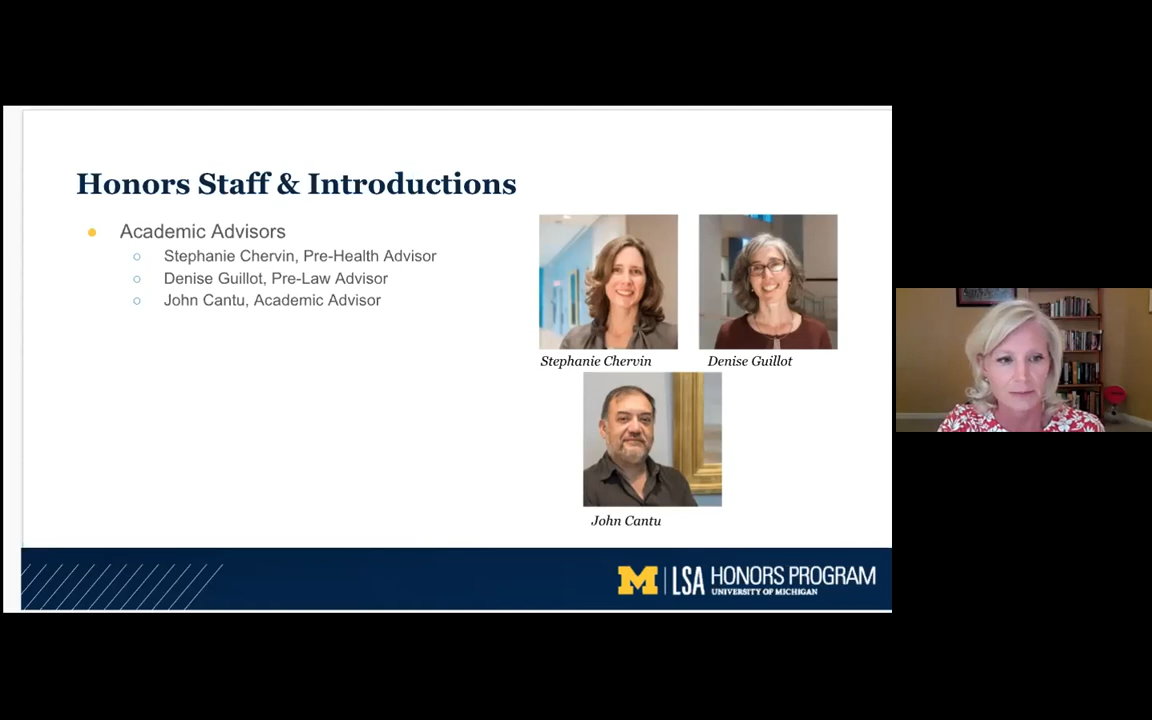 Honors Staff & Introductions
Academic Advisors
Stephanie Chervin, Pre-Health Advisor
Denise Guillot, Pre-Law Advisor
John Cantu, Academic Advisor
Stephanie Chervin
Denise Guillot
John Cantu
M LSA HONORS PROGRAM
UNIVERSITY OF MICHIGAN